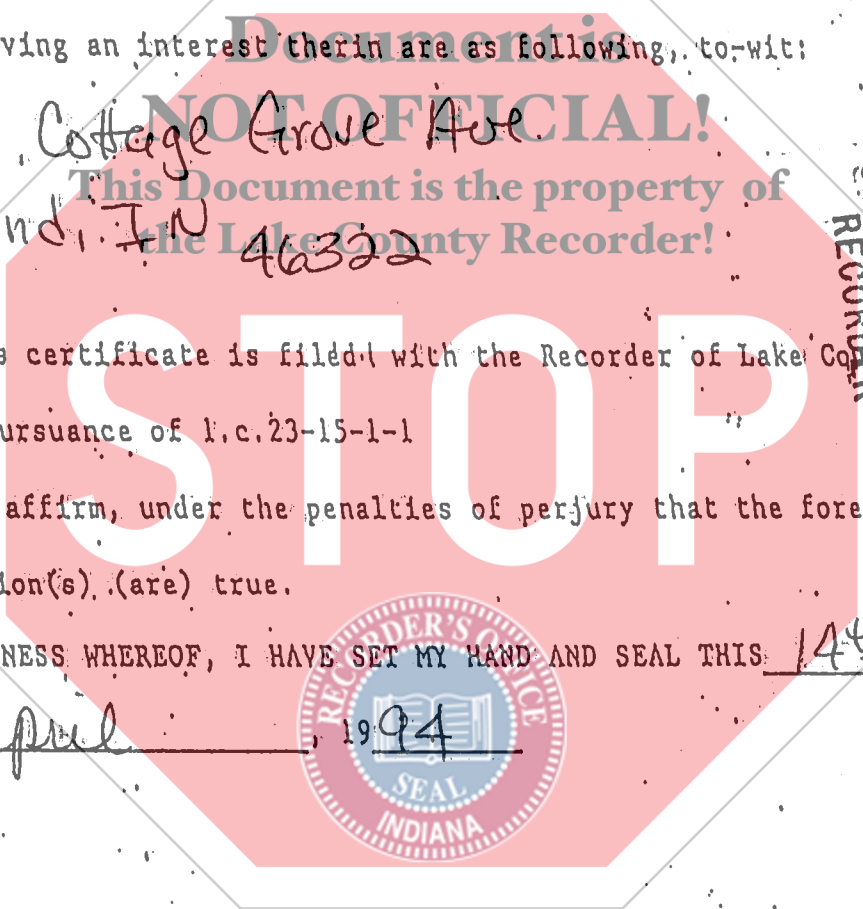 ving an interest therin are as following, to-wit:
Document is
NOT OFFICIAL!
Cottage Grove Ave.
This Document is the property of
nd, IN 46322
the Lake County Recorder!
RECORDER
s certificate is filed with the Recorder of Lake Co
ursuance of l.c.23-15-1-1
affirm, under the penalties of perjury that the fore
ion(s) (are) true.
STOP
NESS WHEREOF, I HAVE SET MY HAND AND SEAL THIS 14t
pril, 1994
RECORDER'S OFFICE
SEAL
INDIANA